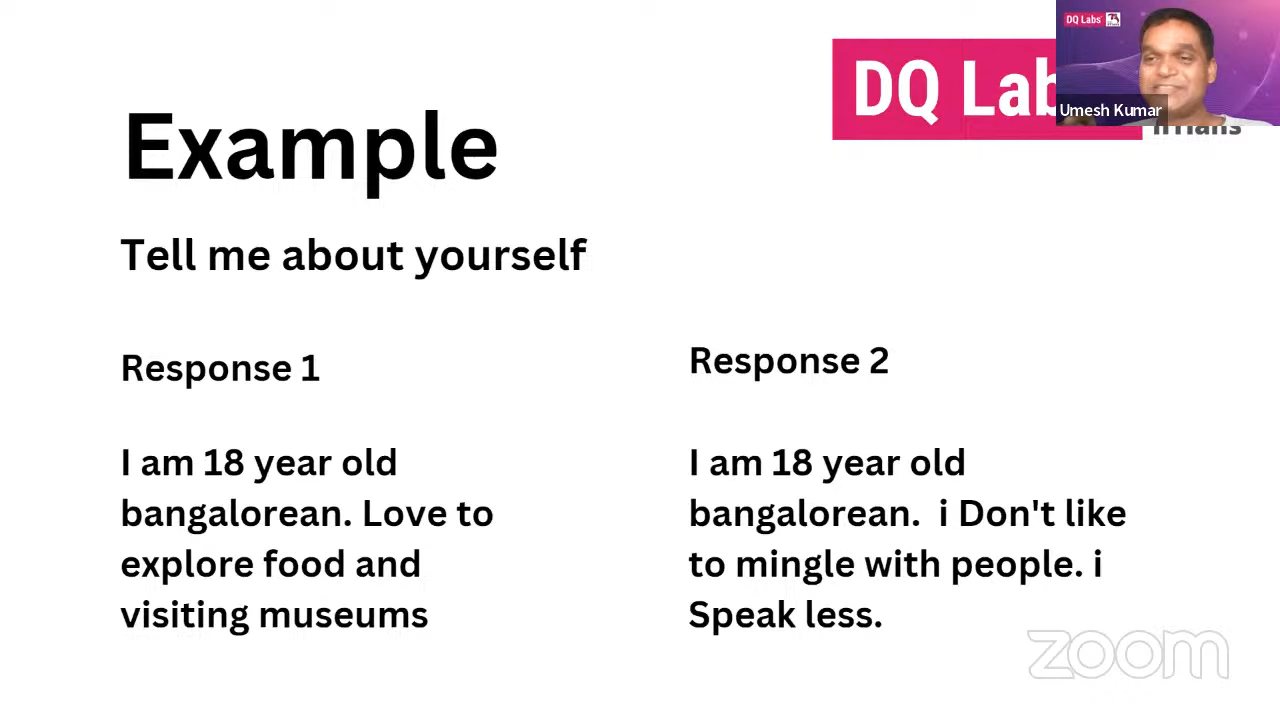 DQ Labs
DQ Lab
Umesh Kumar
Example
Tell me about yourself
Response 1
I am 18 year old
bangalorean. Love to
explore food and
visiting museums
Response 2
I am 18 year old
bangalorean.  i Don't like
to mingle with people. i
Speak less.
zoom